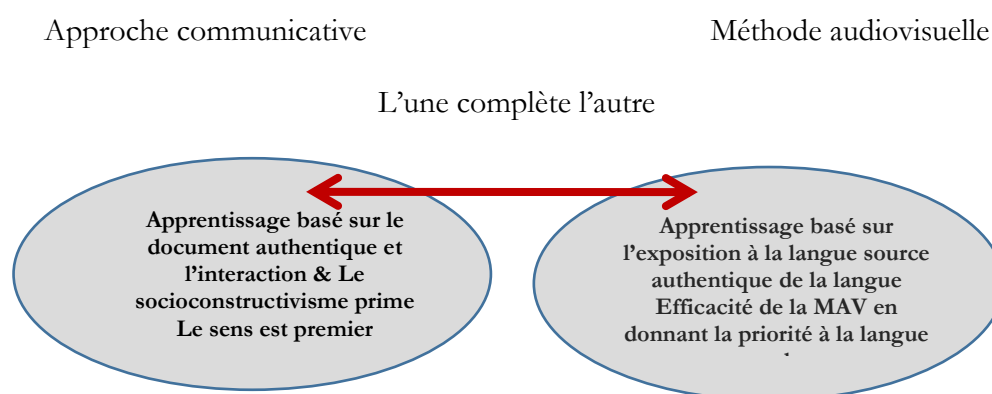 Approche communicative
Méthode audiovisuelle
L’une complète l’autre
Apprentissage basé sur le
document authentique et
l’interaction & Le
socioconstructivisme prime
Le sens est premier
Apprentissage basé sur
l’exposition à la langue source
authentique de la langue
Efficacité de la MAV en
donnant la priorité à la langue